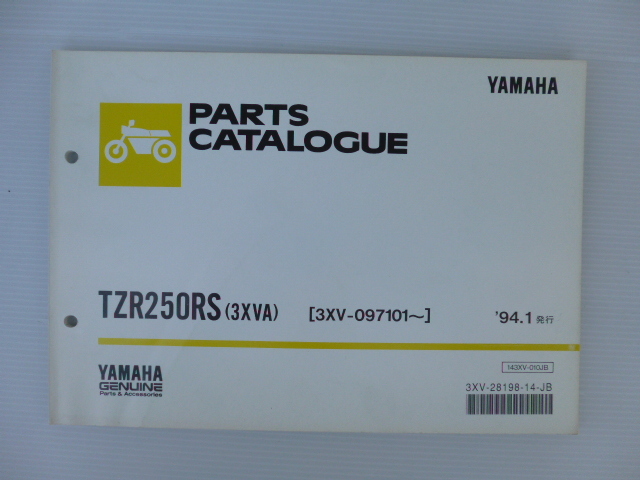 YAMAHA
PARTS
CATALOGUE
TZR250RS (3XVA) [3XV-097101～] '94.1 発行
YAMAHA
GENUINE
Parts & Accessories
143XV-010JB
3XV-28198-14-JB